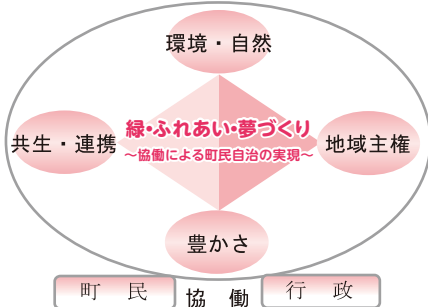 環境・自然
緑・ふれあい・夢づくり
～協働による町民自治の実現～
共生・連携
地域主権
豊かさ
町民
協働
行政